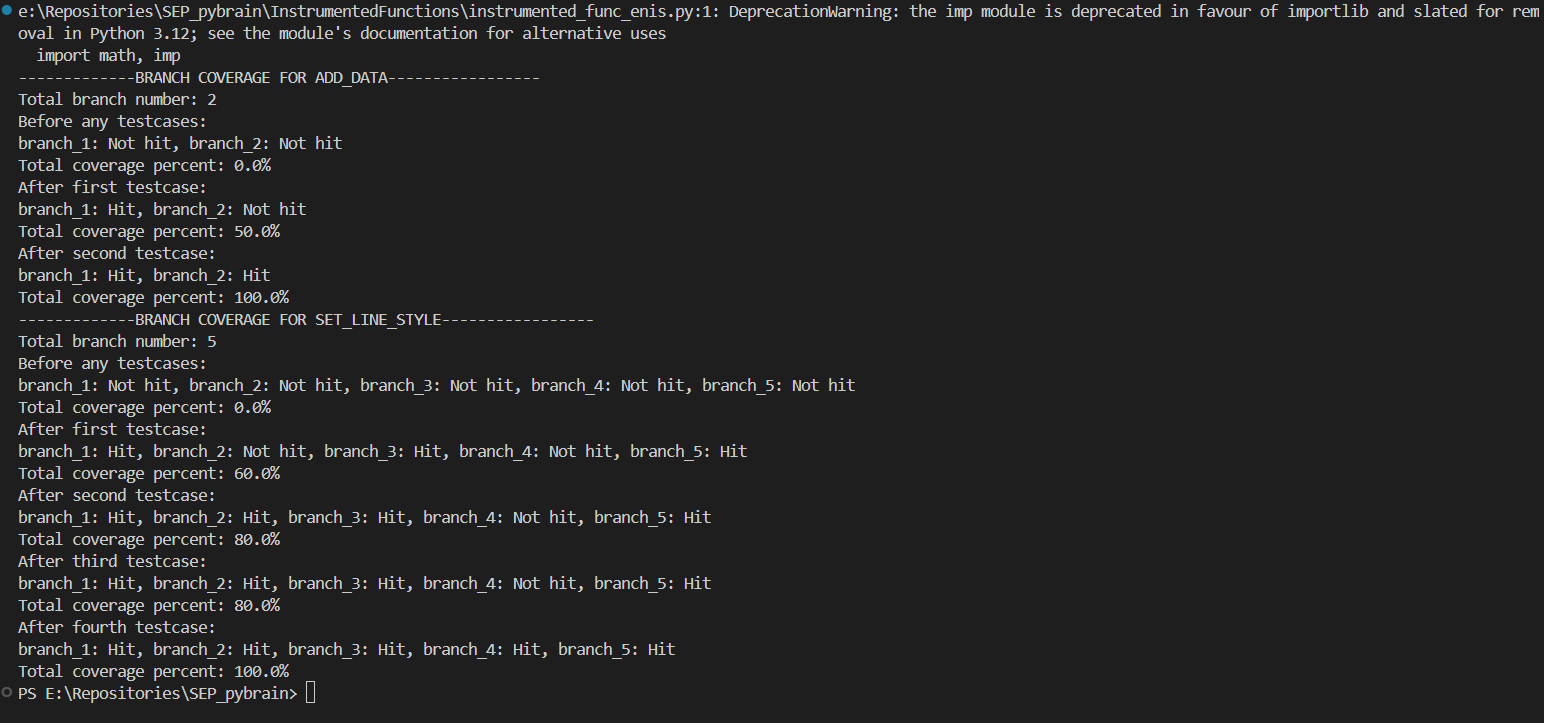 e:\Repositories\SEP_pybrain\InstrumentedFunctions\instrumented_func_enis.py:1: DeprecationWarning: the imp module is deprecated in favour of importlib and slated for rem
oval in Python 3.12; see the module's documentation for alternative uses
  import math, imp
-------------BRANCH COVERAGE FOR ADD_DATA-----------------
Total branch number: 2
Before any testcases:
branch_1: Not hit, branch_2: Not hit
Total coverage percent: 0.0%
After first testcase:
branch_1: Hit, branch_2: Not hit
Total coverage percent: 50.0%
After second testcase:
branch_1: Hit, branch_2: Hit
Total coverage percent: 100.0%
-------------BRANCH COVERAGE FOR SET_LINE_STYLE-----------------
Total branch number: 5
Before any testcases:
branch_1: Not hit, branch_2: Not hit, branch_3: Not hit, branch_4: Not hit, branch_5: Not hit
Total coverage percent: 0.0%
After first testcase:
branch_1: Hit, branch_2: Not hit, branch_3: Hit, branch_4: Not hit, branch_5: Hit
Total coverage percent: 60.0%
After second testcase:
branch_1: Hit, branch_2: Hit, branch_3: Hit, branch_4: Not hit, branch_5: Hit
Total coverage percent: 80.0%
After third testcase:
branch_1: Hit, branch_2: Hit, branch_3: Hit, branch_4: Not hit, branch_5: Hit
Total coverage percent: 80.0%
After fourth testcase:
branch_1: Hit, branch_2: Hit, branch_3: Hit, branch_4: Hit, branch_5: Hit
Total coverage percent: 100.0%
PS E:\Repositories\SEP_pybrain>